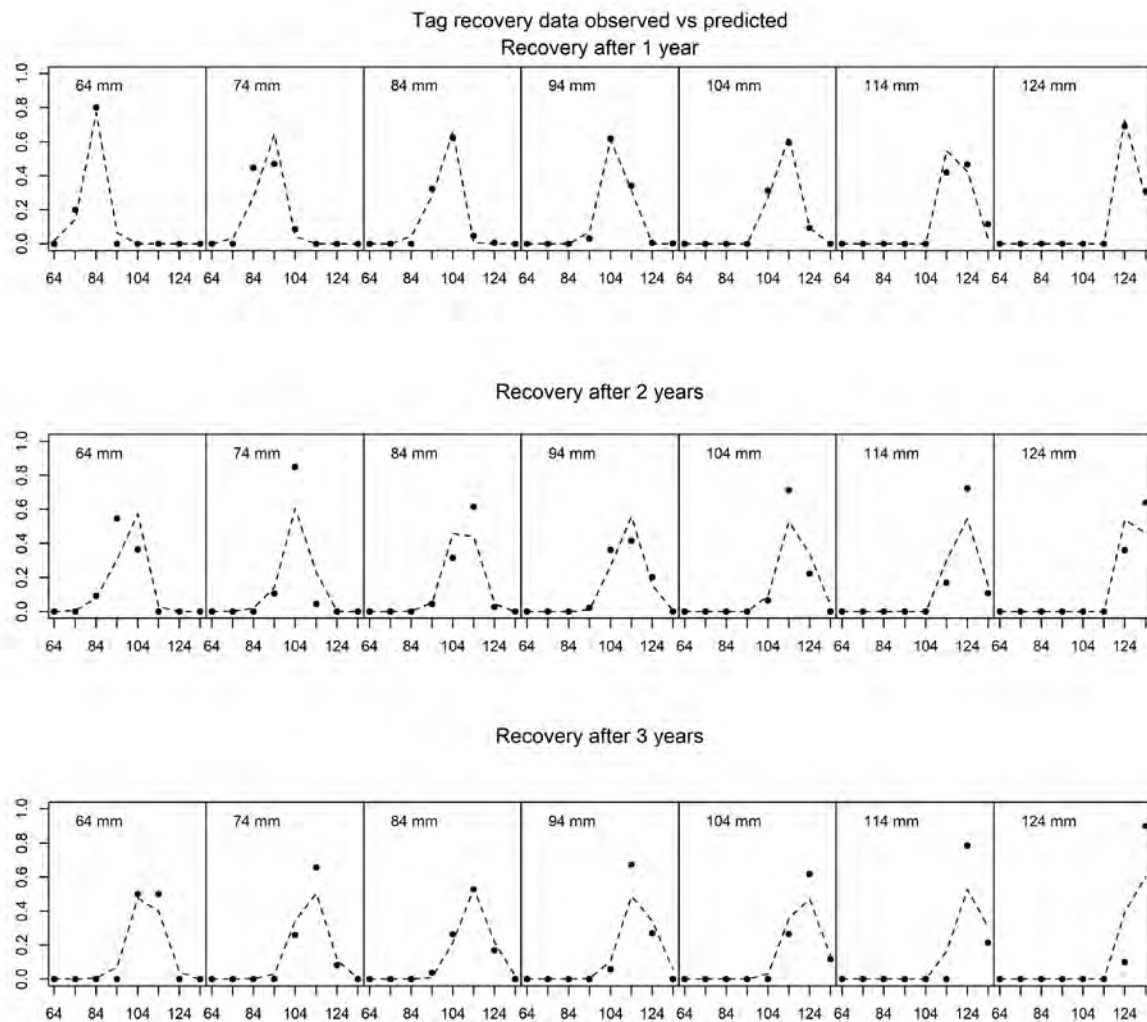 Tag recovery data observed vs predicted
Recovery after 1 year
64 mm 74 mm 84 mm 94 mm 104 mm 114 mm 124 mm
1.0
0.8
0.6
0.4
0.2
0.0
64 84 104 124 64 84 104 124 64 84 104 124 64 84 104 124 64 84 104 124 64 84 104 124 64 84 104 124
Recovery after 2 years
64 mm 74 mm 84 mm 94 mm 104 mm 114 mm 124 mm
1.0
0.8
0.6
0.4
0.2
0.0
64 84 104 124 64 84 104 124 64 84 104 124 64 84 104 124 64 84 104 124 64 84 104 124 64 84 104 124
Recovery after 3 years
64 mm 74 mm 84 mm 94 mm 104 mm 114 mm 124 mm
1.0
0.8
0.6
0.4
0.2
0.0
64 84 104 124 64 84 104 124 64 84 104 124 64 84 104 124 64 84 104 124 64 84 104 124 64 84 104 124